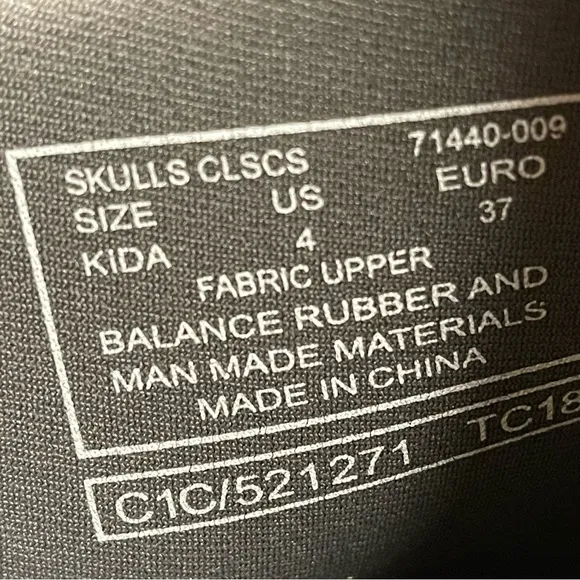 SKULLS CLSCS 71440-009
SIZE US EURO
KIDA 4 37
FABRIC UPPER
BALANCE RUBBER AND
MAN MADE MATERIALS
MADE IN CHINA
C1C/521271 TC18